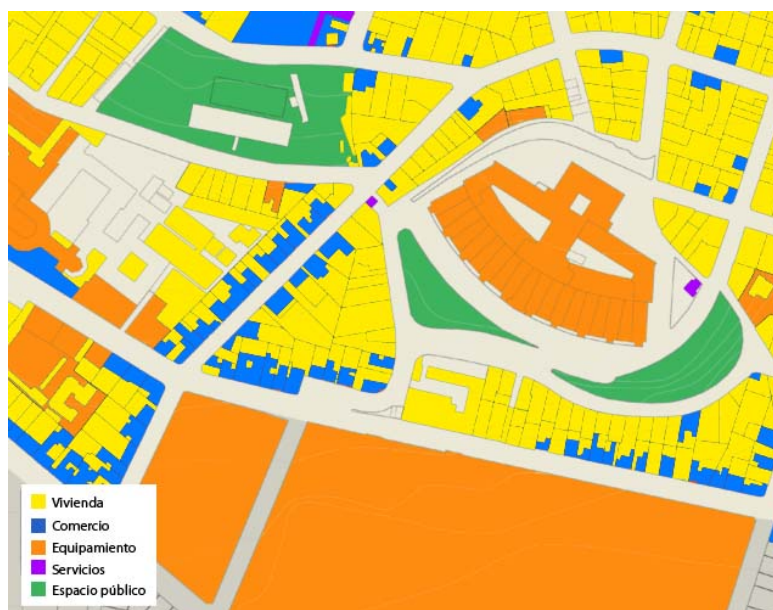 Vivienda
Comercio
Equipamiento
Servicios
Espacio público